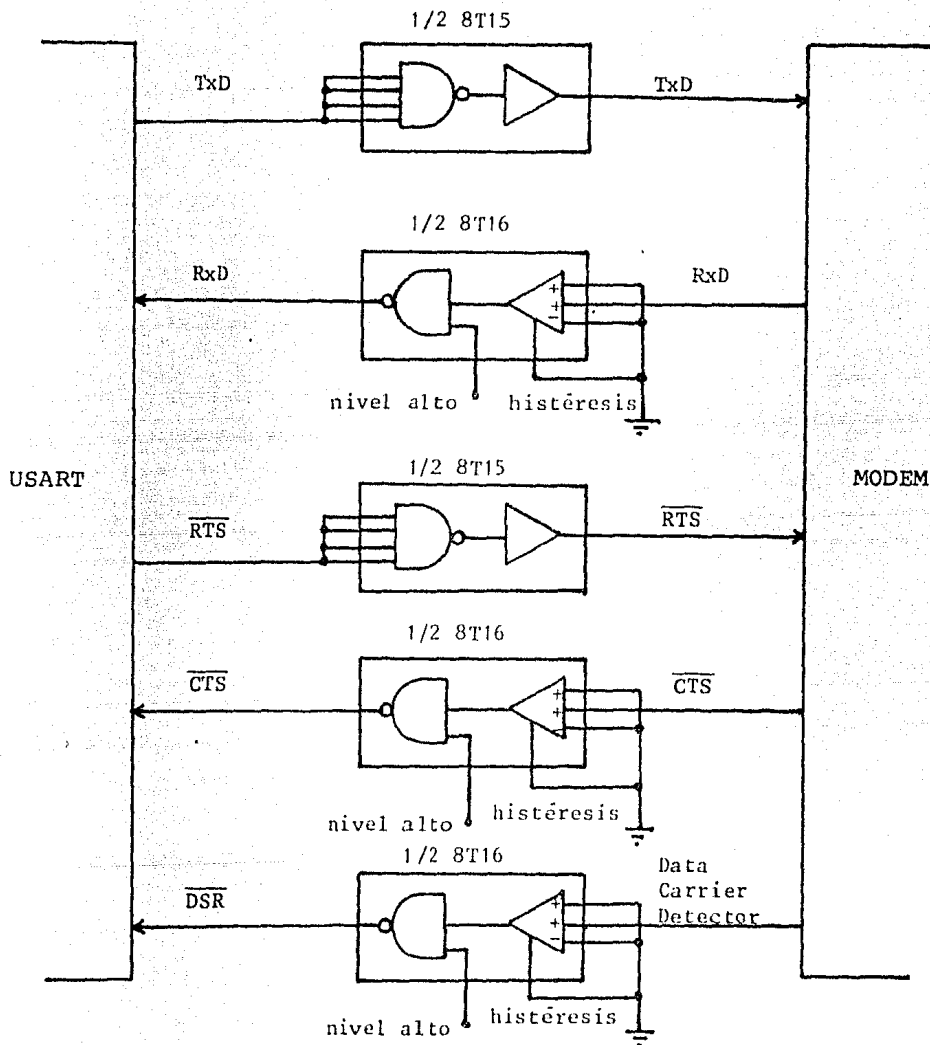 1/2 8T15
TxD
TxD
1/2 8T16
RxD
+
+
-
RxD
nivel alto
histéresis
1/2 8T15
USART
MODEM
RTS
RTS
1/2 8T16
CTS
+
+
-
CTS
nivel alto
histéresis
1/2 8T16
DSR
+
+
-
Data
Carrier
Detector
nivel alto
histéresis